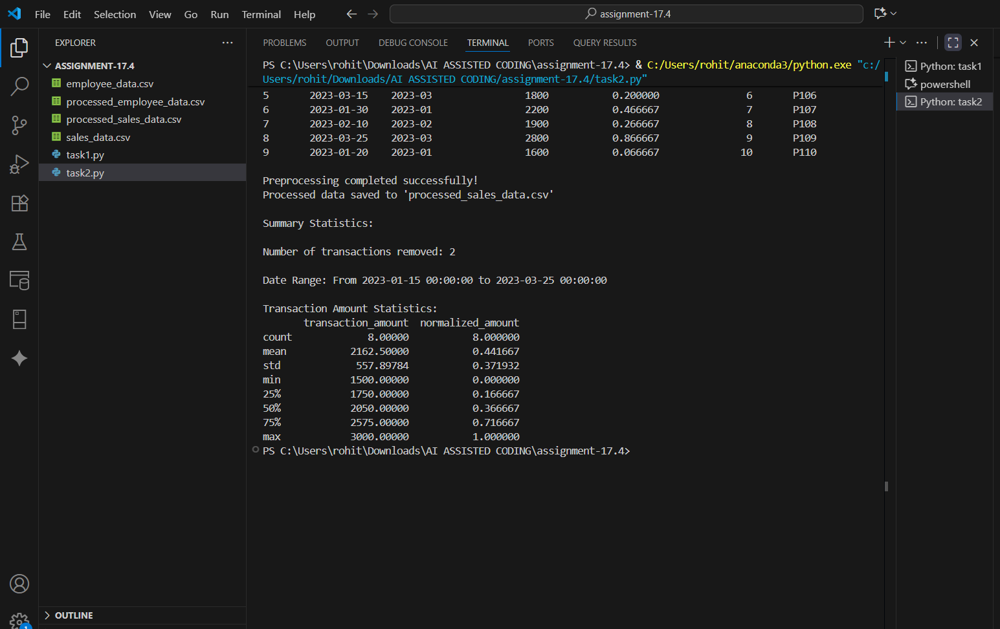 File Edit Selection View Go Run Terminal Help
assignment-17.4
EXPLORER
ASSIGNMENT-17.4
employee_data.csv
processed_employee_data.csv
processed_sales_data.csv
sales_data.csv
task1.py
task2.py
OUTLINE
1
PROBLEMS OUTPUT DEBUG CONSOLE TERMINAL PORTS QUERY RESULTS
PS C:\Users\rohit\Downloads\AI ASSISTED CODING\assignment-17.4> & C:/Users/rohit/anaconda3/python.exe "c:/
Users/rohit/Downloads/AI ASSISTED CODING/assignment-17.4/task2.py"
5 2023-03-15 2023-03 1800 0.200000 6 P106
6 2023-01-30 2023-01 2200 0.466667 7 P107
7 2023-02-10 2023-02 1900 0.266667 8 P108
8 2023-03-25 2023-03 2800 0.866667 9 P109
9 2023-01-20 2023-01 1600 0.066667 10 P110
Preprocessing completed successfully!
Processed data saved to 'processed_sales_data.csv'
Summary Statistics:
Number of transactions removed: 2
Date Range: From 2023-01-15 00:00:00 to 2023-03-25 00:00:00
Transaction Amount Statistics:
transaction_amount normalized_amount
count 8.00000 8.000000
mean 2162.50000 0.441667
std 557.89784 0.371932
min 1500.00000 0.000000
25% 1750.00000 0.166667
50% 2050.00000 0.366667
75% 2575.00000 0.716667
max 3000.00000 1.000000
PS C:\Users\rohit\Downloads\AI ASSISTED CODING\assignment-17.4>
Python: task1
powershell
Python: task2